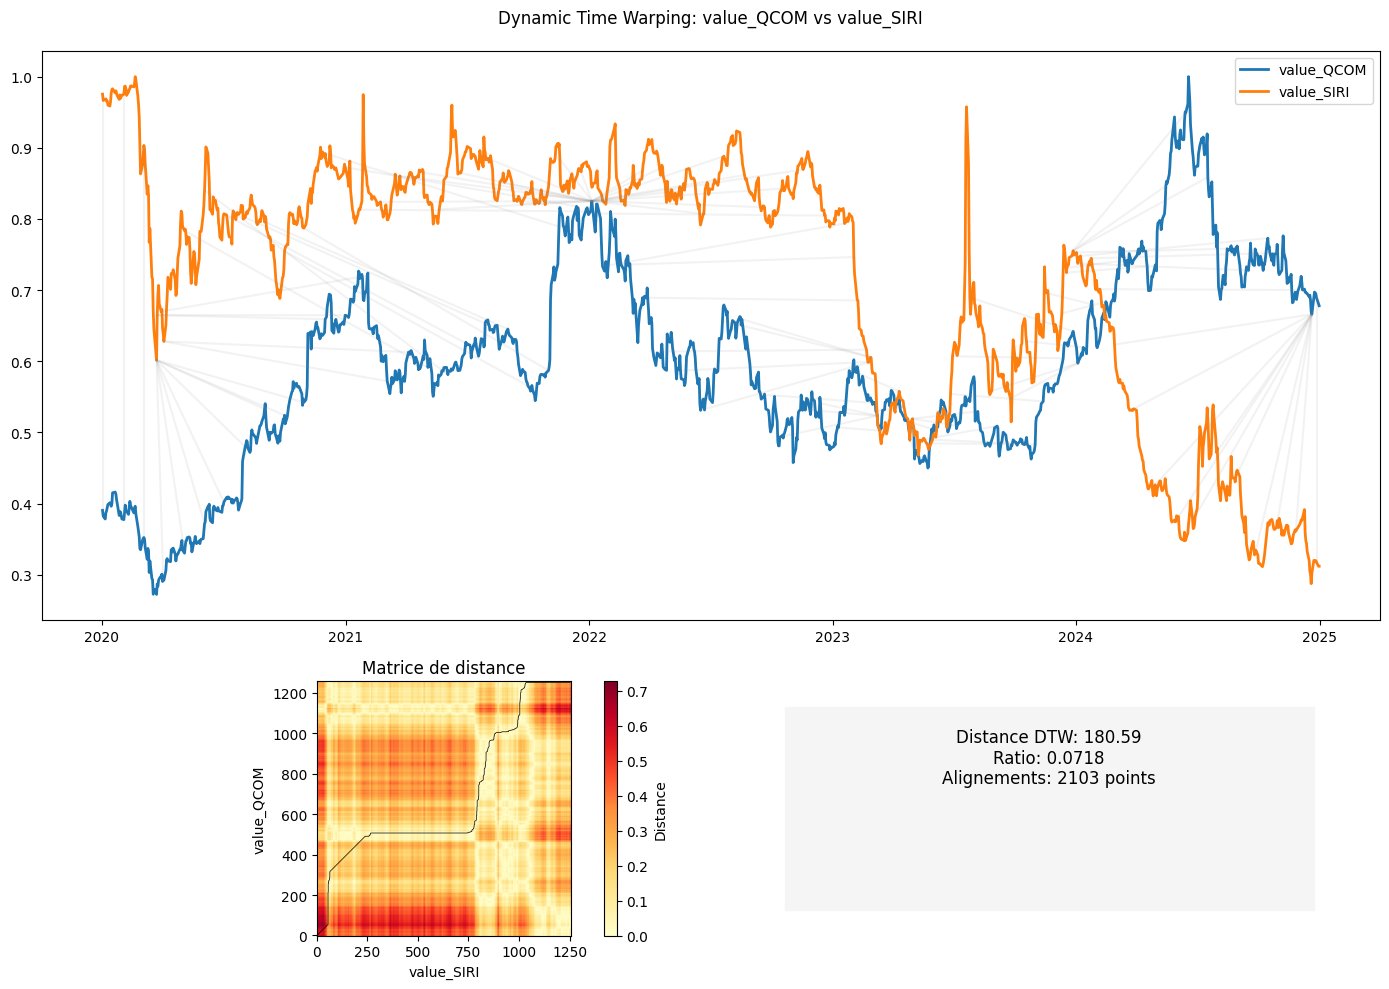 Dynamic Time Warping: value_QCOM vs value_SIRI
value_QCOM
value_SIRI
1.0
0.9
0.8
0.7
0.6
0.5
0.4
0.3
2020 2021 2022 2023 2024 2025
Matrice de distance
value_QCOM
1200
1000
800
600
400
200
0
0 250 500 750 1000 1250
value_SIRI
0.7
0.6
0.5
0.4
0.3
0.2
0.1
0.0
Distance
Distance DTW: 180.59
Ratio: 0.0718
Alignements: 2103 points